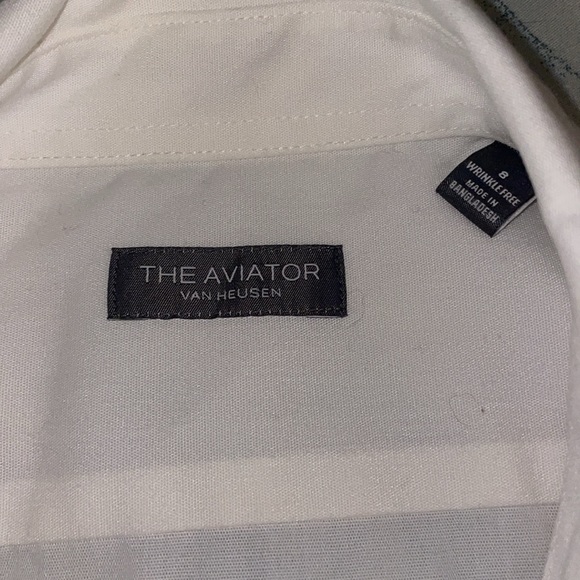 THE AVIATOR
VAN HEUSEN
8
WRINKLE FREE
MADE IN
BANGLADESH